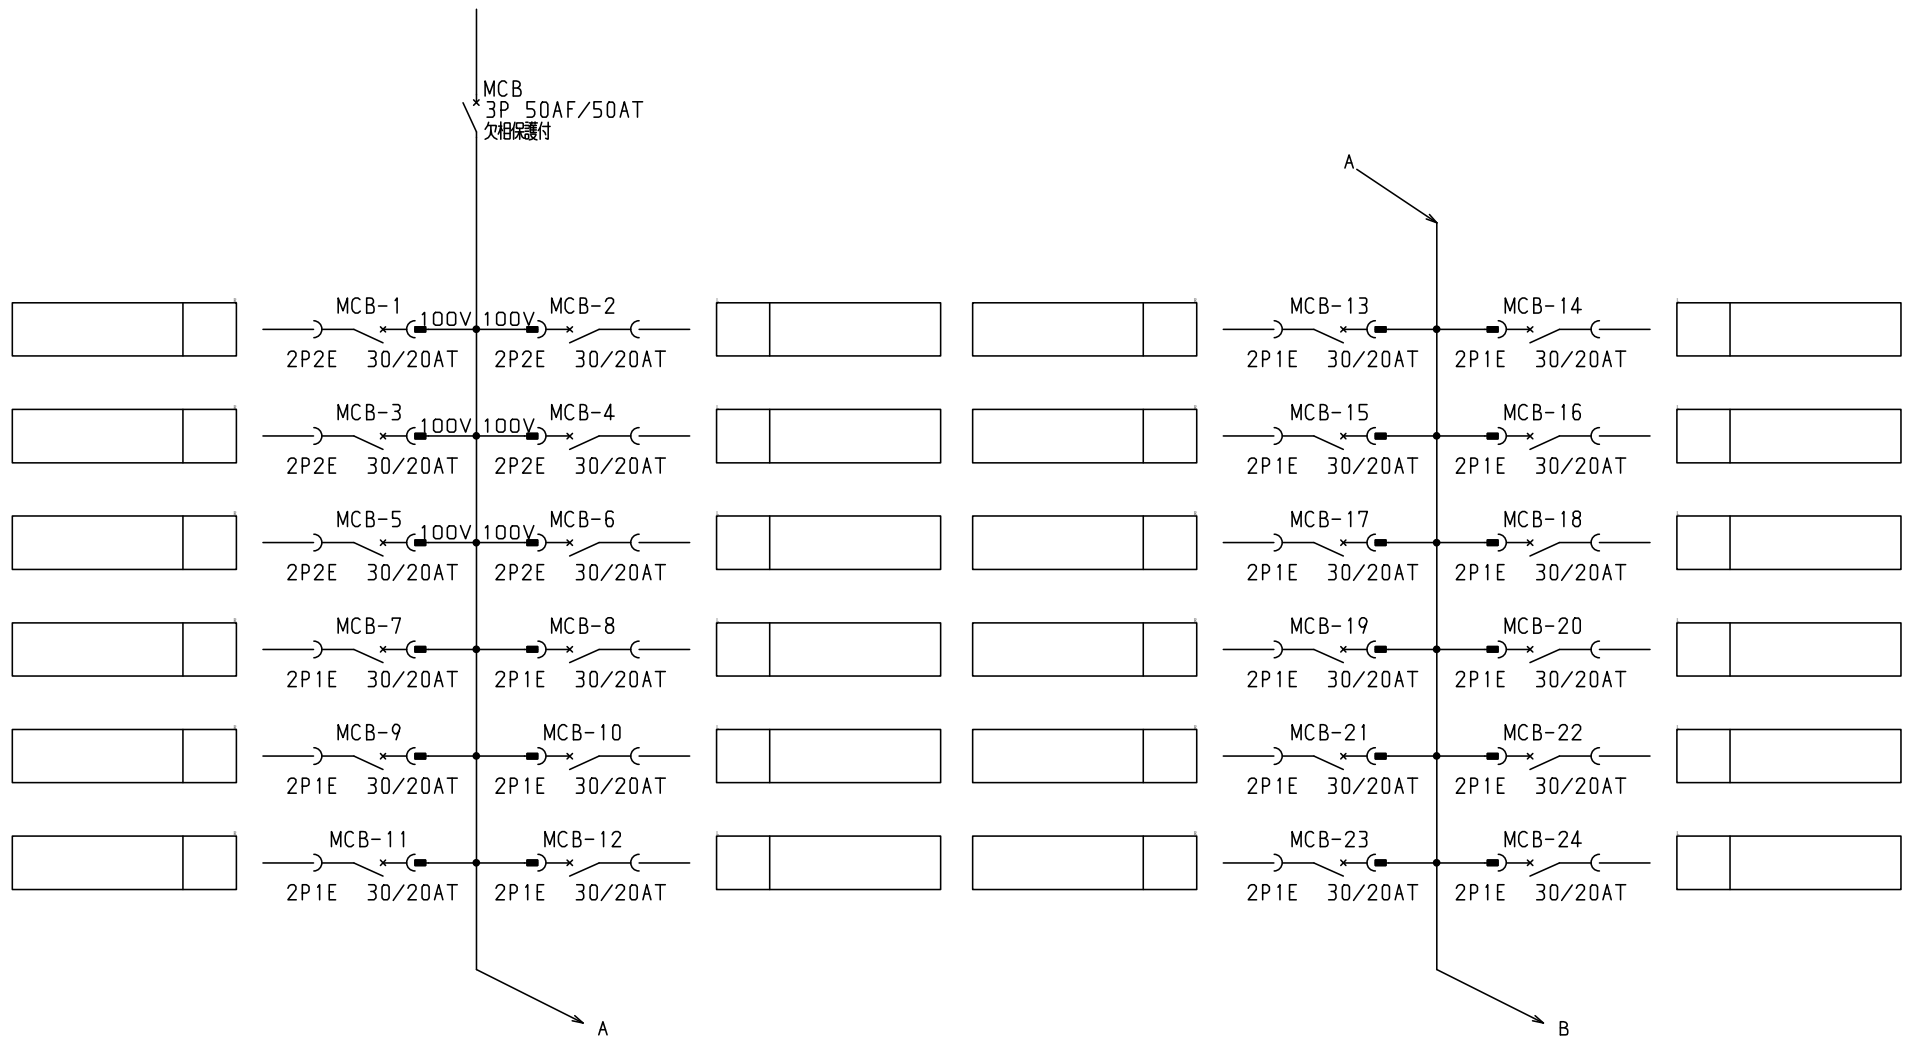 MCB
3P 50AF/50AT
欠相保護付
A
MCB-1 100V 100V MCB-2
2P2E 30/20AT 2P2E 30/20AT
MCB-3 100V 100V MCB-4
2P2E 30/20AT 2P2E 30/20AT
MCB-5 100V 100V MCB-6
2P2E 30/20AT 2P2E 30/20AT
MCB-7 MCB-8
2P1E 30/20AT 2P1E 30/20AT
MCB-9 MCB-10
2P1E 30/20AT 2P1E 30/20AT
MCB-11 MCB-12
2P1E 30/20AT 2P1E 30/20AT
A
MCB-13 MCB-14
2P1E 30/20AT 2P1E 30/20AT
MCB-15 MCB-16
2P1E 30/20AT 2P1E 30/20AT
MCB-17 MCB-18
2P1E 30/20AT 2P1E 30/20AT
MCB-19 MCB-20
2P1E 30/20AT 2P1E 30/20AT
MCB-21 MCB-22
2P1E 30/20AT 2P1E 30/20AT
MCB-23 MCB-24
2P1E 30/20AT 2P1E 30/20AT
B